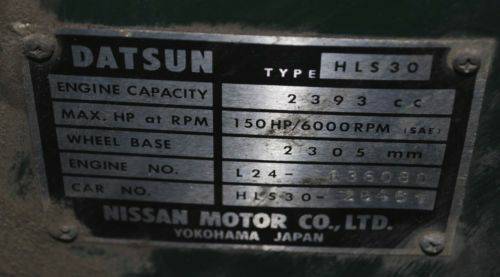 DATSUN TYPE HLS30
ENGINE CAPACITY 2393 cc
MAX. HP at RPM 150HP/6000RPM (SAE)
WHEEL BASE 2305 mm
ENGINE NO. L24-
CAR NO. HLS30-
NISSAN MOTOR CO., LTD.
YOKOHAMA JAPAN